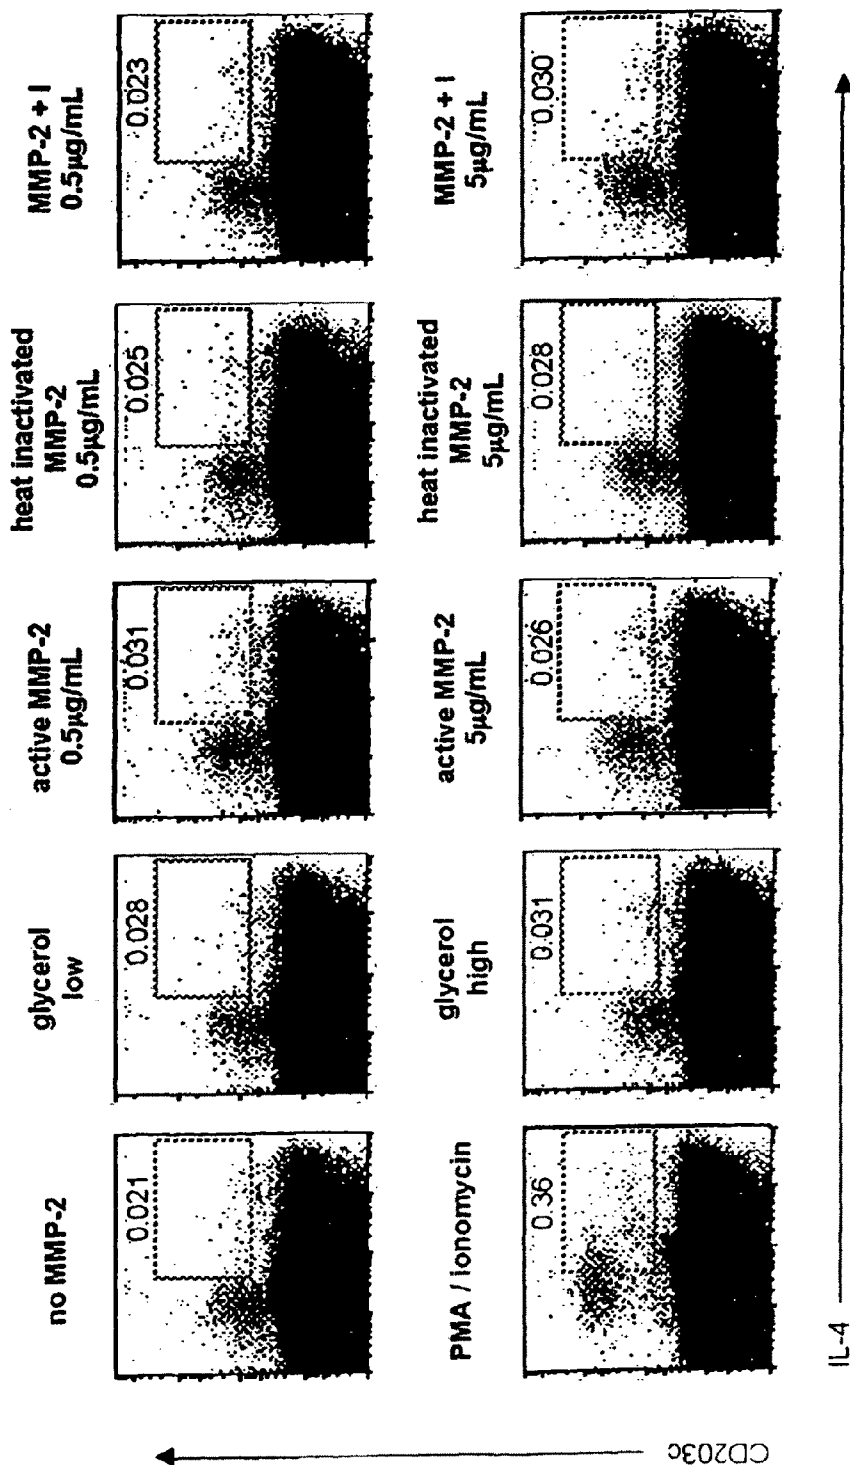 no MMP-2
0.021
glycerol
low
0.028
active MMP-2
0.5µg/mL
0.031
heat inactivated
MMP-2
0.5µg/mL
0.025
MMP-2 + I
0.5µg/mL
0.023
PMA / ionomycin
0.36
glycerol
high
0.031
active MMP-2
5µg/mL
0.026
heat inactivated
MMP-2
5µg/mL
0.028
MMP-2 + I
5µg/mL
0.030
CD203c
IL-4